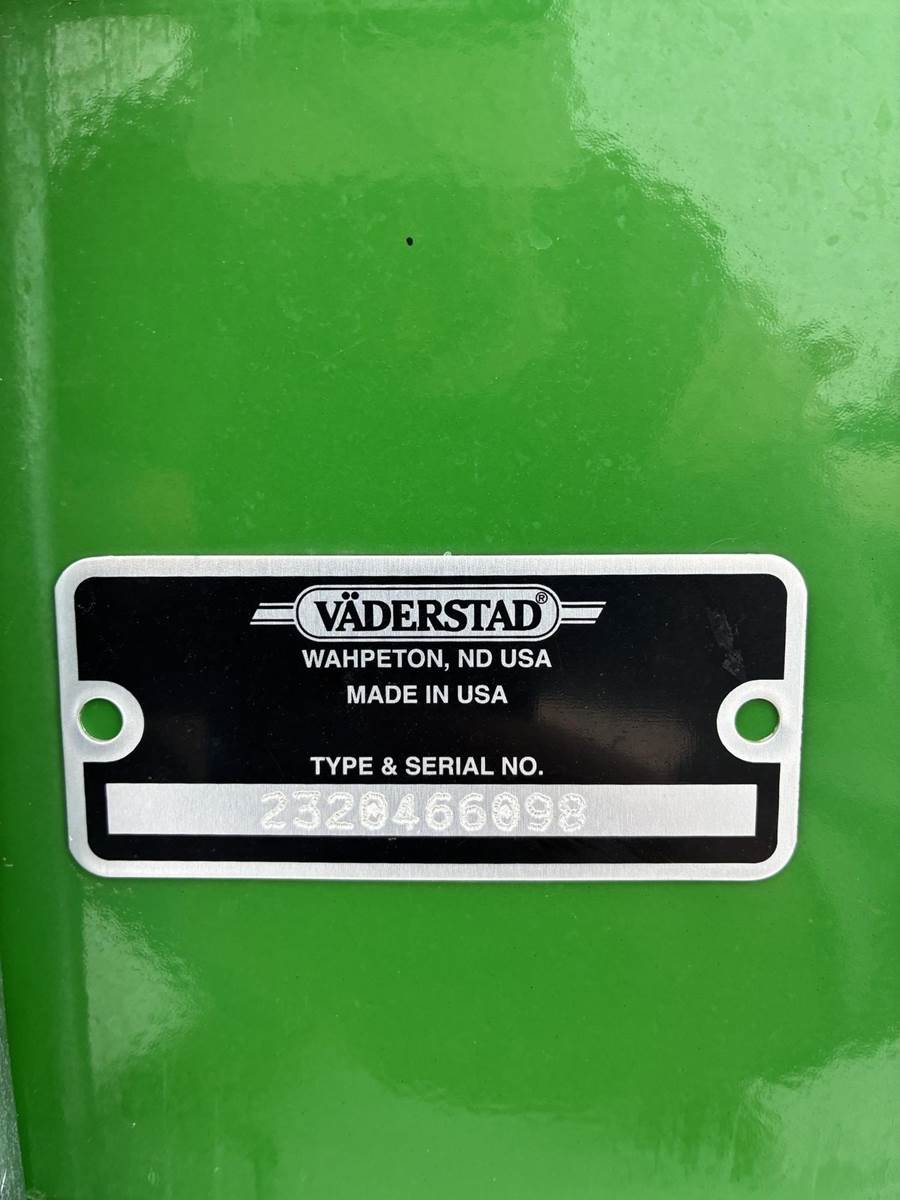 VÄDERSTAD®
WAHPETON, ND USA
MADE IN USA
TYPE & SERIAL NO.
2320466098